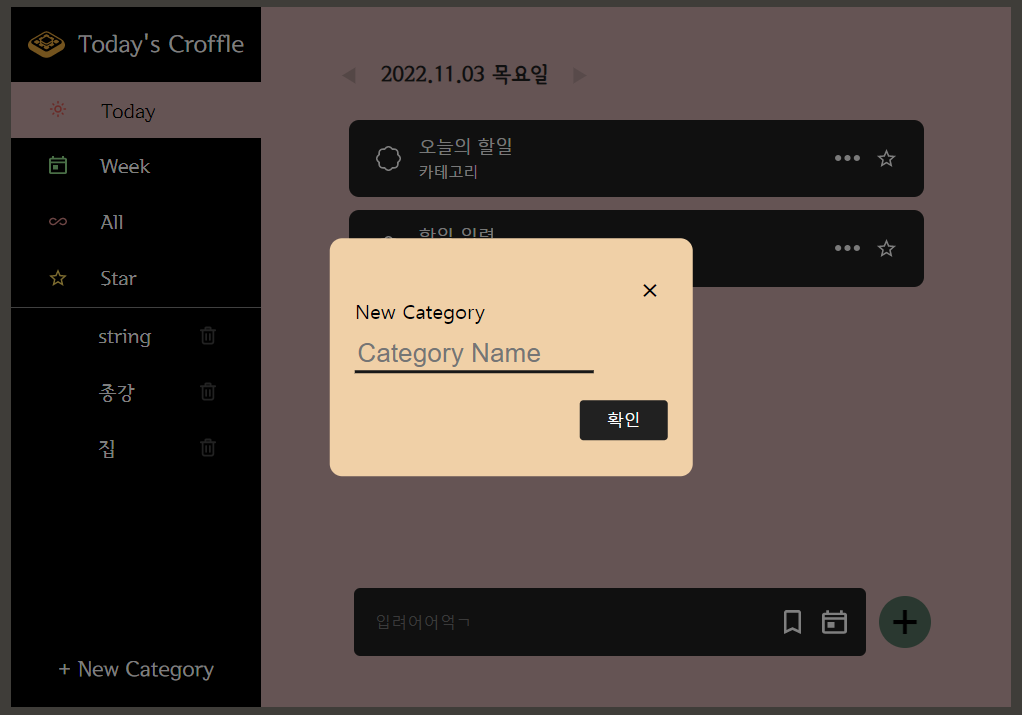 Today's Croffle
Today
Week
All
Star
string
종강
집
+ New Category
2022.11.03 목요일
오늘의 할일
카테고리
할일 입력
New Category
Category Name
확인
입려어어억ㄱ